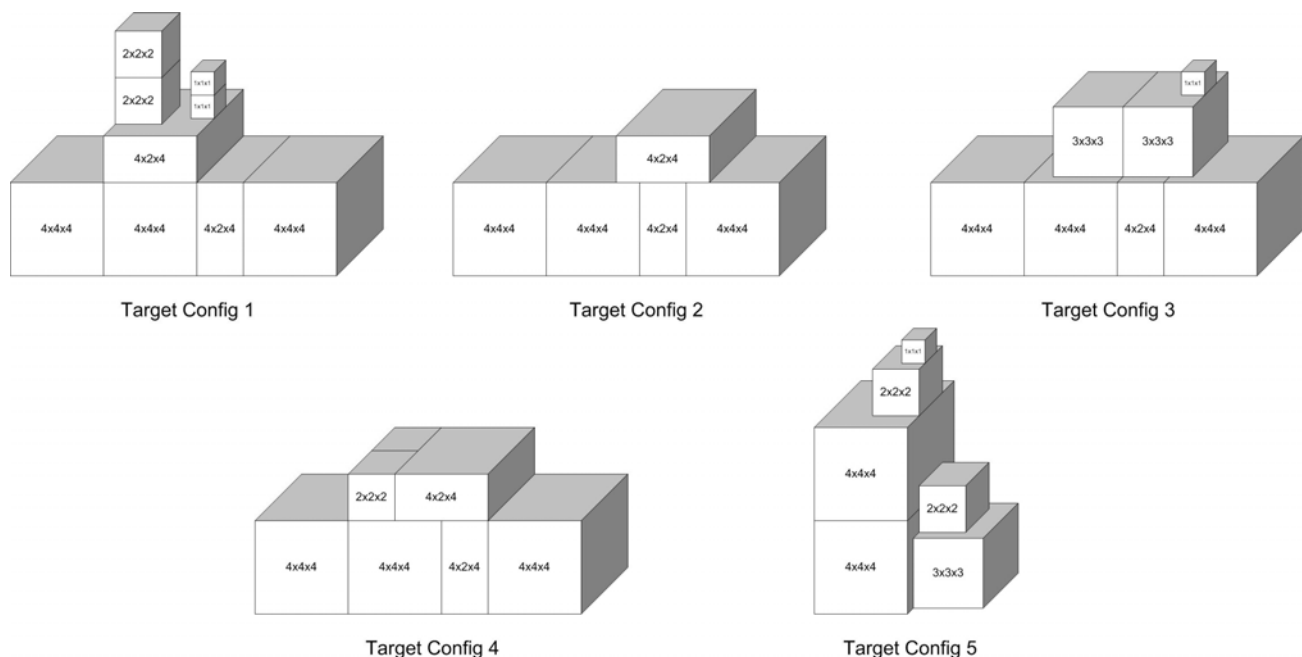 2x2x2
2x2x2
1x1x1
1x1x1
4x2x4
4x4x4 4x4x4 4x2x4 4x4x4
Target Config 1
4x2x4
4x4x4 4x4x4 4x2x4 4x4x4
Target Config 2
1x1x1
3x3x3 3x3x3
4x4x4 4x4x4 4x2x4 4x4x4
Target Config 3
2x2x2 4x2x4
4x4x4 4x4x4 4x2x4 4x4x4
Target Config 4
1x1x1
2x2x2
4x4x4
2x2x2
4x4x4
3x3x3
Target Config 5